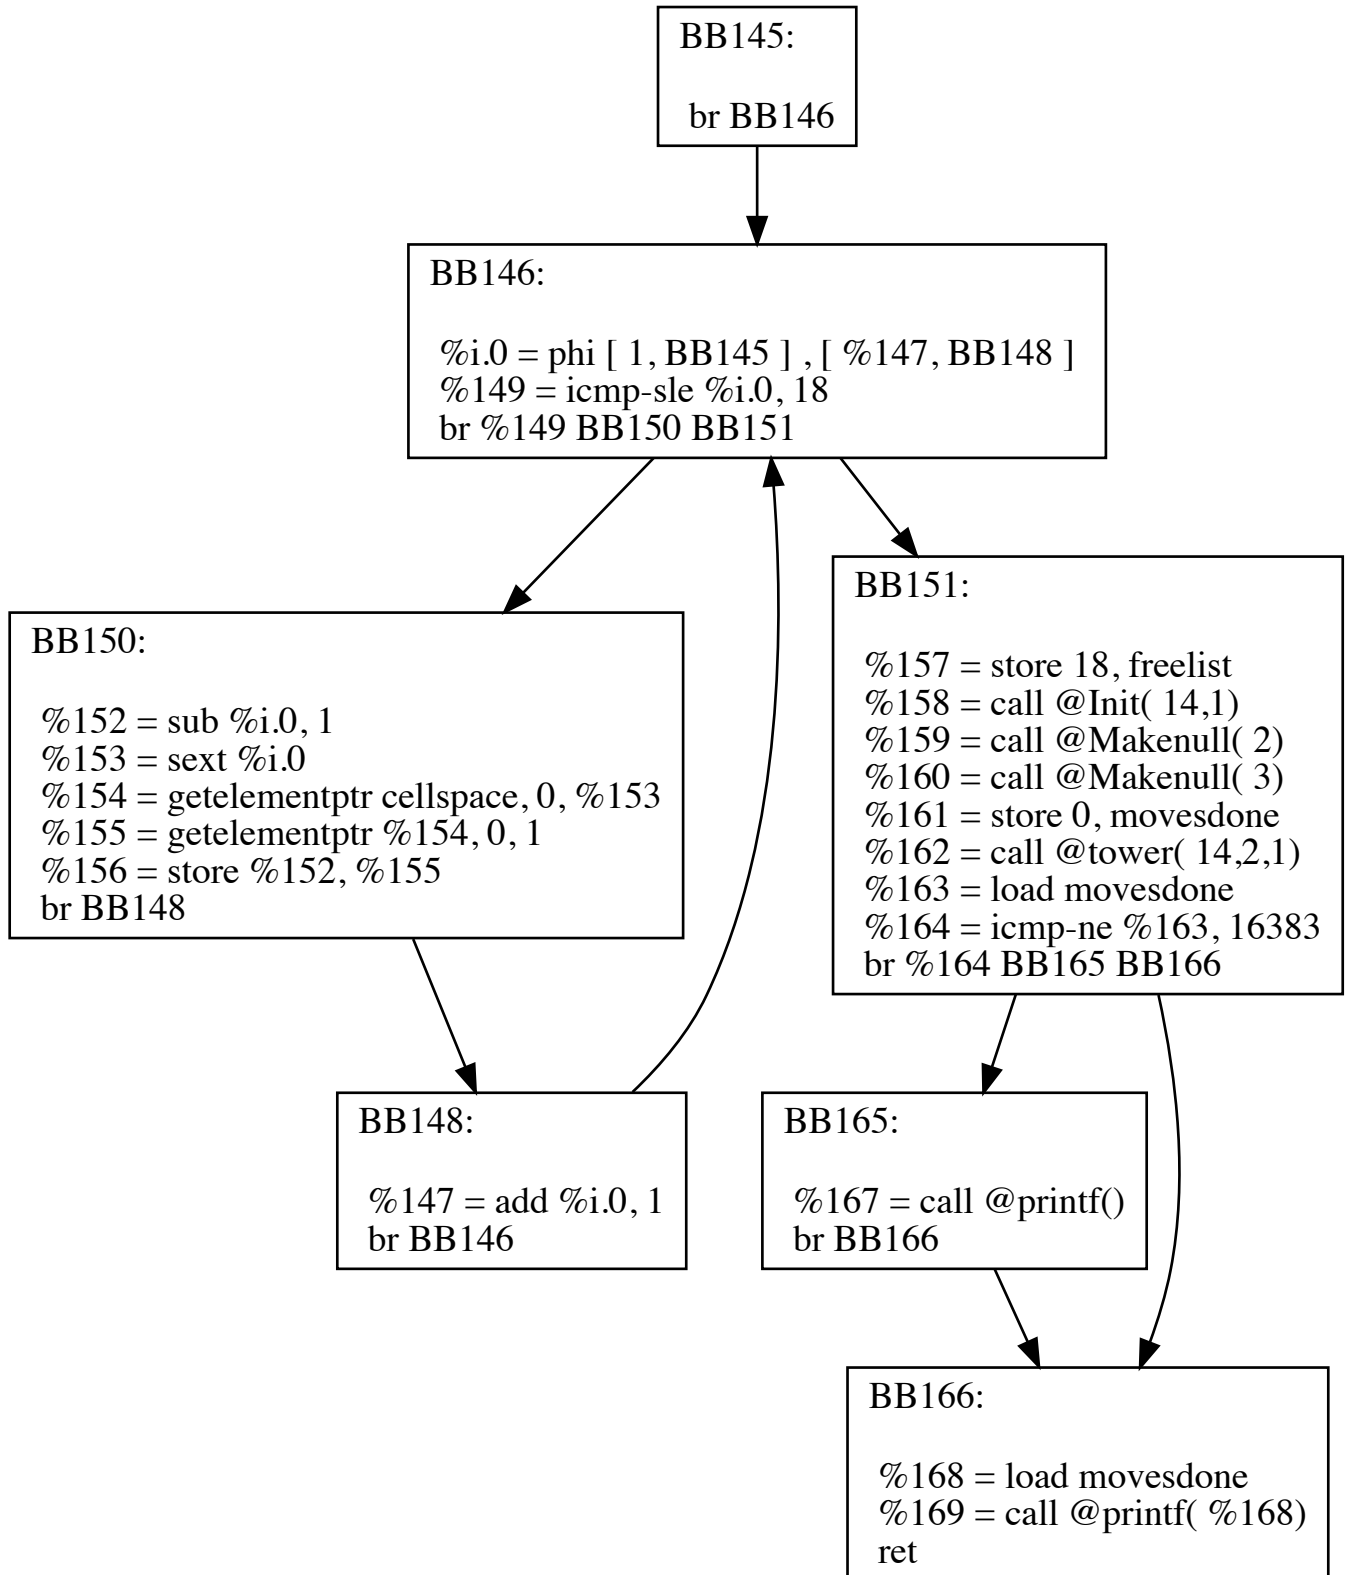 BB145:
br BB146
BB146:
%i.0 = phi [ 1, BB145 ] , [ %147, BB148 ]
%149 = icmp-sle %i.0, 18
br %149 BB150 BB151
BB150:
%152 = sub %i.0, 1
%153 = sext %i.0
%154 = getelementptr cellspace, 0, %153
%155 = getelementptr %154, 0, 1
%156 = store %152, %155
br BB148
BB151:
%157 = store 18, freelist
%158 = call @Init( 14,1)
%159 = call @Makenull( 2)
%160 = call @Makenull( 3)
%161 = store 0, movesdone
%162 = call @tower( 14,2,1)
%163 = load movesdone
%164 = icmp-ne %163, 16383
br %164 BB165 BB166
BB148:
%147 = add %i.0, 1
br BB146
BB165:
%167 = call @printf()
br BB166
BB166:
%168 = load movesdone
%169 = call @printf( %168)
ret